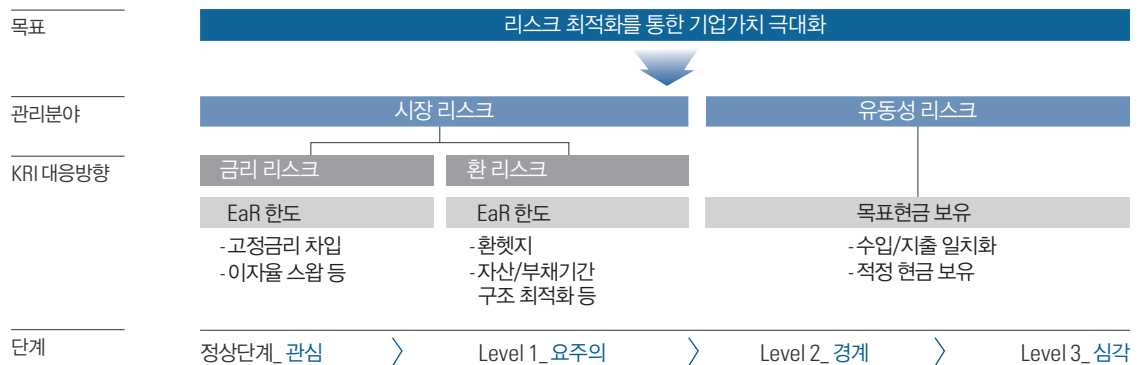 목표
리스크 최적화를 통한 기업가치 극대화
관리분야
시장 리스크
유동성 리스크
KRI 대응방향
금리 리스크
환 리스크
EaR 한도
EaR 한도
목표현금 보유
-고정금리 차입
-이자율 스왑 등
-환헷지
-자산/부채기간
구조 최적화 등
-수입/지출 일치화
-적정 현금 보유
단계
정상단계_ 관심
Level 1_ 요주의
Level 2_ 경계
Level 3_ 심각